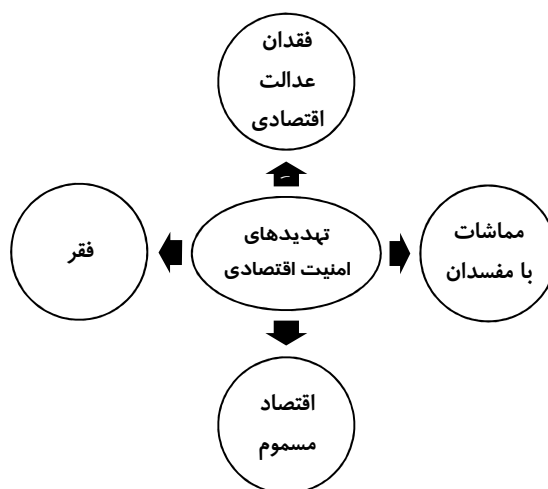 فقدان
عدالت
اقتصادی
مماشات
با مفسدان
تهدیدهای
امنیت اقتصادی
فقر
اقتصاد
مسموم